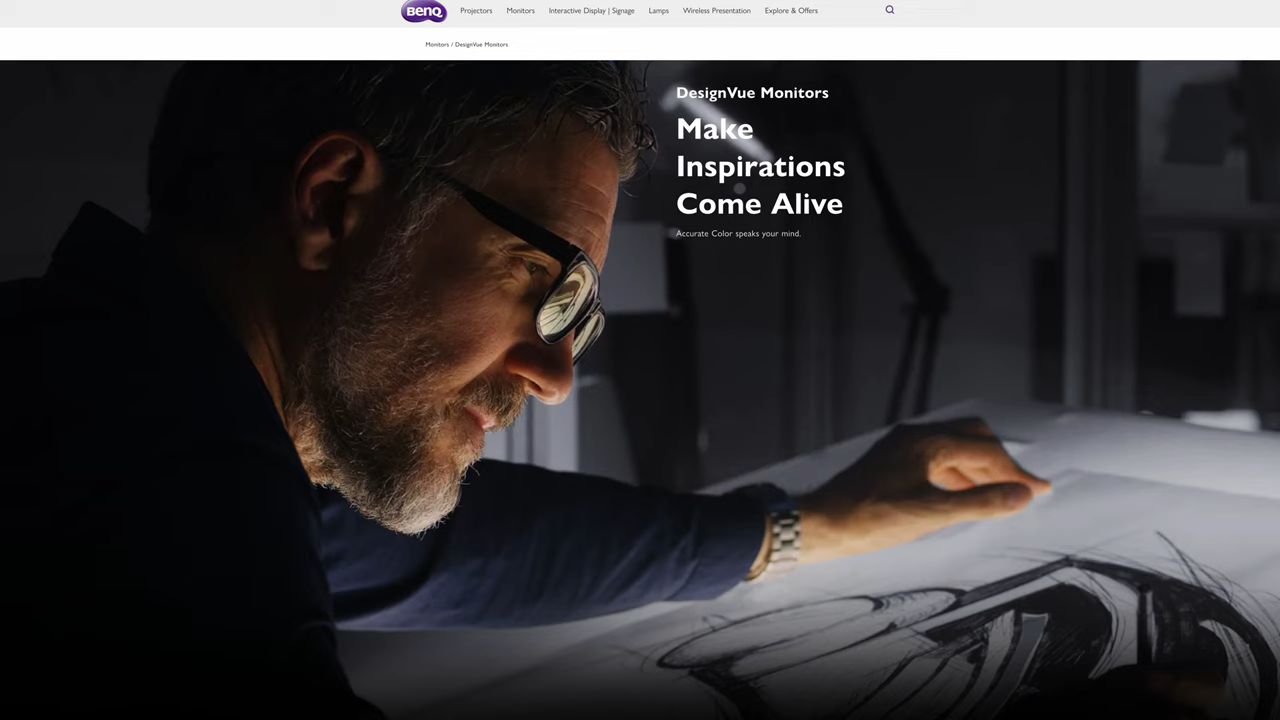 BenQ
Projectors Monitors Interactive Display | Signage Lamps Wireless Presentation Explore & Offers
Monitors / DesignVue Monitors
DesignVue Monitors
Make
Inspirations
Come Alive
Accurate Color speaks your mind.